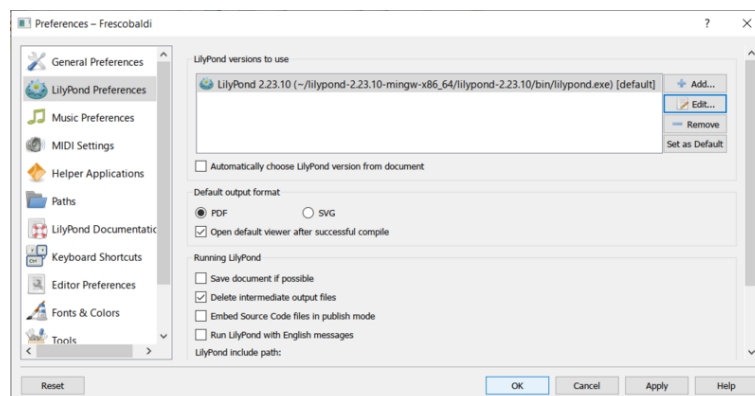 Preferences – Frescobaldi
? X
General Preferences
LilyPond Preferences
Music Preferences
MIDI Settings
Helper Applications
Paths
LilyPond Documentatic
Keyboard Shortcuts
Editor Preferences
Fonts & Colors
Tools
LilyPond versions to use
LilyPond 2.23.10 (~/lilypond-2.23.10-mingw-x86_64/lilypond-2.23.10/bin/lilypond.exe) [default]
Add...
Edit...
Remove
Set as Default
Automatically choose LilyPond version from document
Default output format
PDF SVG
Open default viewer after successful compile
Running LilyPond
Save document if possible
Delete intermediate output files
Embed Source Code files in publish mode
Run LilyPond with English messages
LilyPond include path:
Reset OK Cancel Apply Help